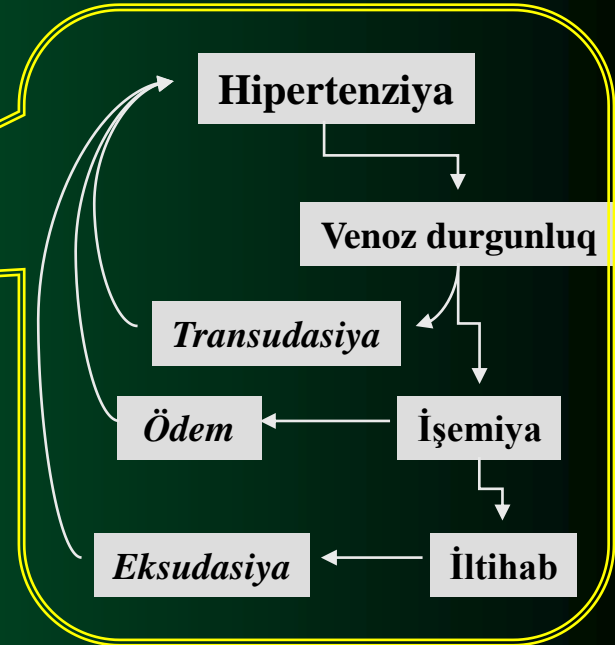 Hipertenziya
Venoz durgunluq
Transudasiya
Ödem
İşemiya
Eksudasiya
İltihab